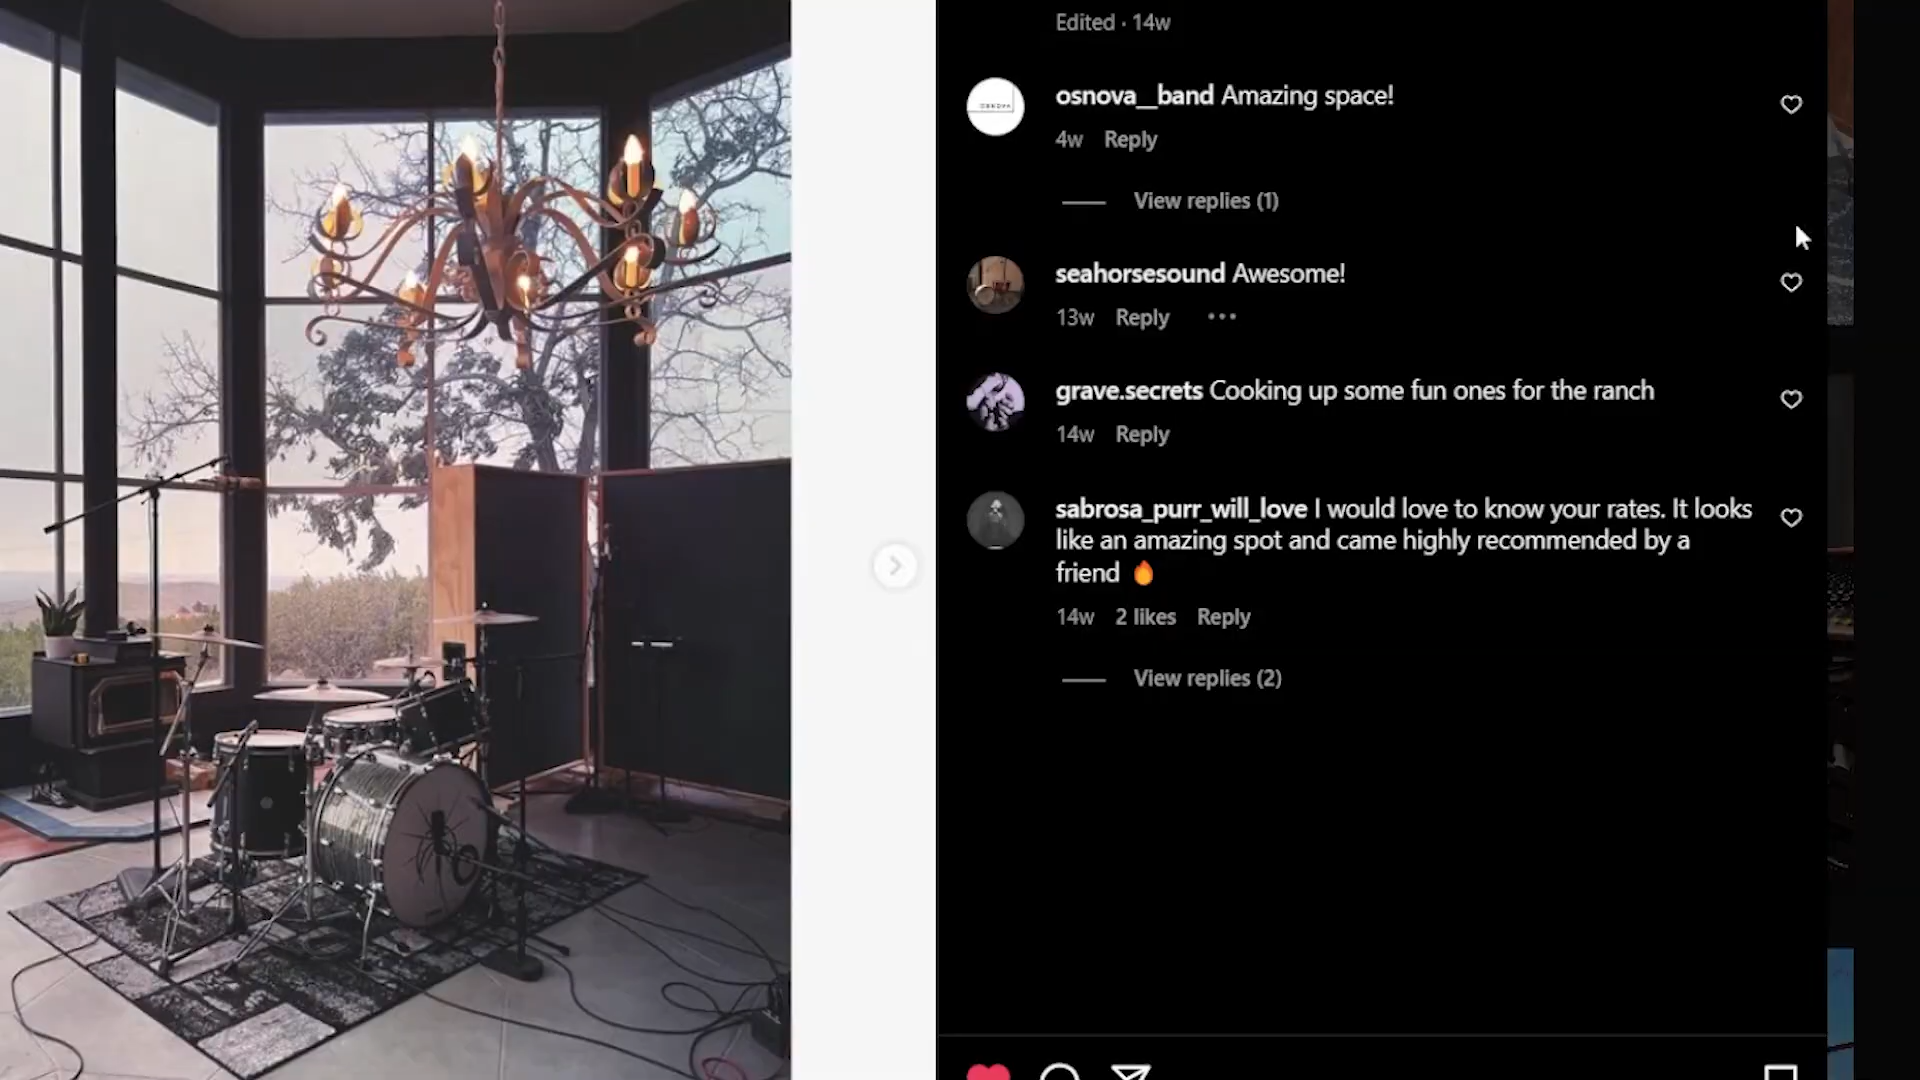 Edited · 14w
osnova__band Amazing space!
4w Reply
View replies (1)
seahorsesound Awesome!
13w Reply
grave.secrets Cooking up some fun ones for the ranch
14w Reply
sabrosa_purr_will_love I would love to know your rates. It looks
like an amazing spot and came highly recommended by a
friend 🔥
14w 2 likes Reply
View replies (2)